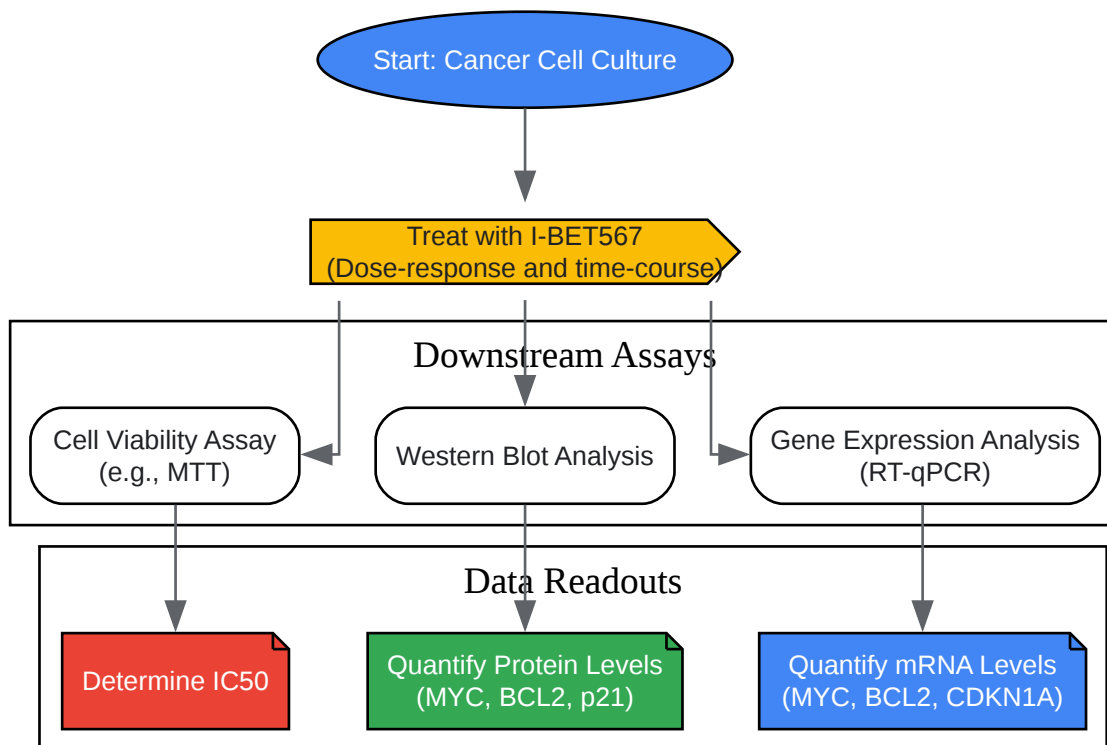 Start: Cancer Cell Culture
Treat with I-BET567
(Dose-response and time-course)
Downstream Assays
Cell Viability Assay
(e.g., MTT)
Western Blot Analysis
Gene Expression Analysis
(RT-qPCR)
Data Readouts
Determine IC50
Quantify Protein Levels
(MYC, BCL2, p21)
Quantify mRNA Levels
(MYC, BCL2, CDKN1A)